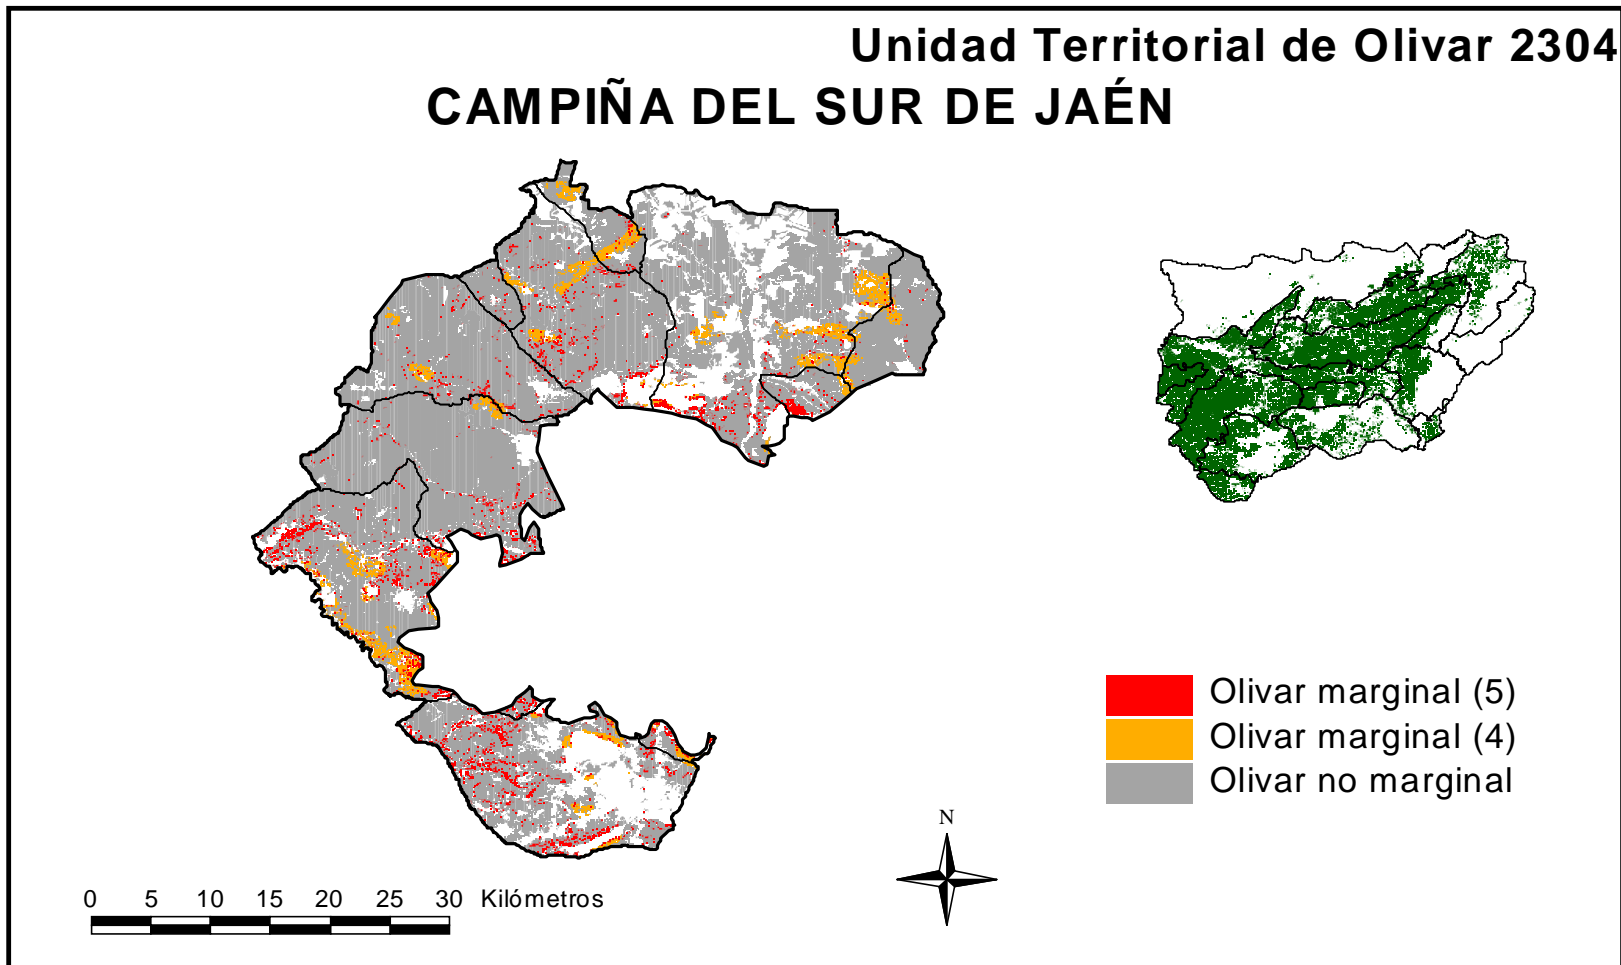 Unidad Territorial de Olivar 2304
CAMPIÑA DEL SUR DE JAÉN
Olivar marginal (5)
Olivar marginal (4)
Olivar no marginal
N
0 5 10 15 20 25 30 Kilómetros